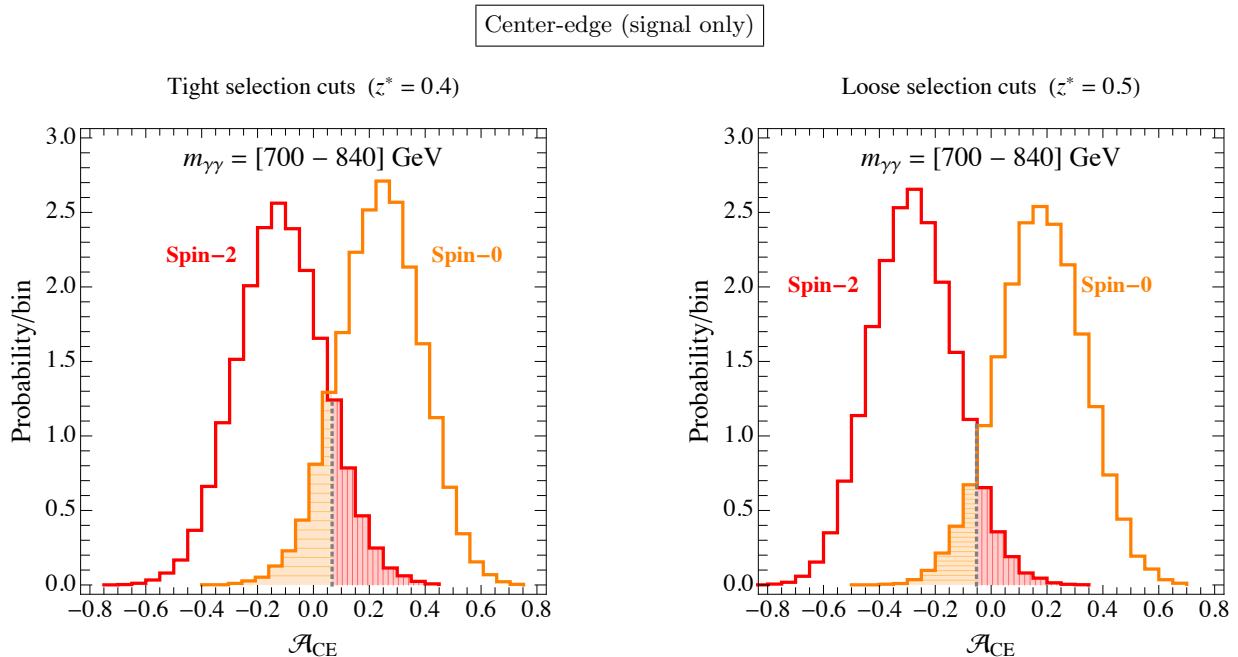 Center-edge (signal only)
Tight selection cuts (z* = 0.4)
3.0
2.5
2.0
1.5
1.0
0.5
0.0
Probability/bin
mγγ = [700 − 840] GeV
Spin−2
Spin−0
−0.8 −0.6 −0.4 −0.2 0.0 0.2 0.4 0.6 0.8
𝒜CE
Loose selection cuts (z* = 0.5)
3.0
2.5
2.0
1.5
1.0
0.5
0.0
Probability/bin
mγγ = [700 − 840] GeV
Spin−2
Spin−0
−0.8 −0.6 −0.4 −0.2 0.0 0.2 0.4 0.6 0.8
𝒜CE